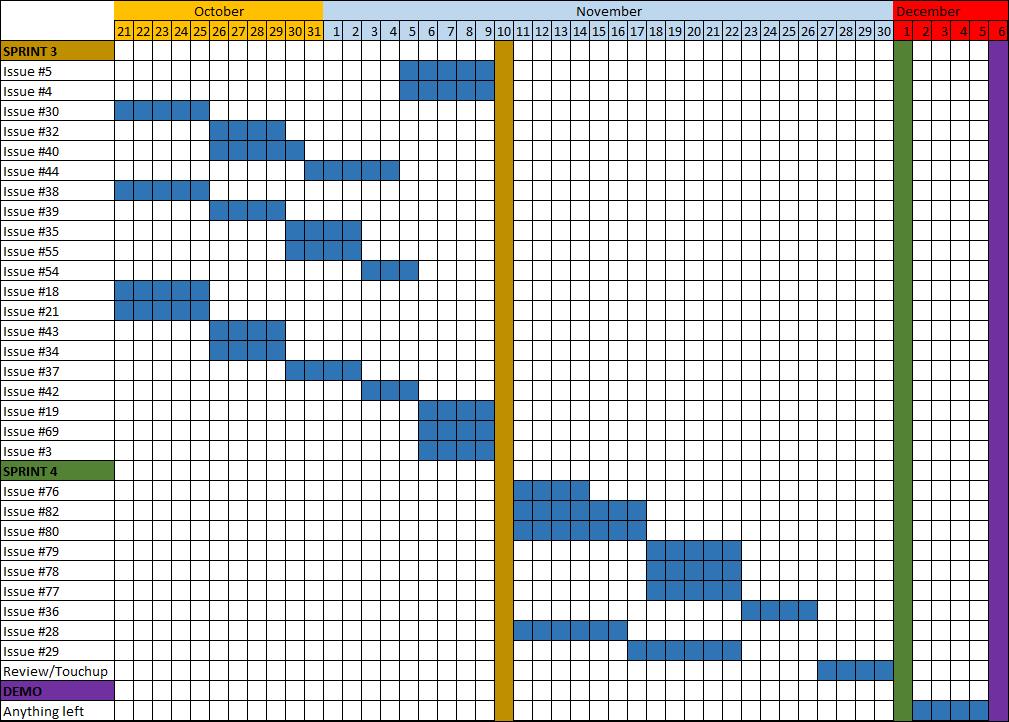 October November December
21 22 23 24 25 26 27 28 29 30 31 1 2 3 4 5 6 7 8 9 10 11 12 13 14 15 16 17 18 19 20 21 22 23 24 25 26 27 28 29 30 1 2 3 4 5 6
SPRINT 3
Issue #5
Issue #4
Issue #30
Issue #32
Issue #40
Issue #44
Issue #38
Issue #39
Issue #35
Issue #55
Issue #54
Issue #18
Issue #21
Issue #43
Issue #34
Issue #37
Issue #42
Issue #19
Issue #69
Issue #3
SPRINT 4
Issue #76
Issue #82
Issue #80
Issue #79
Issue #78
Issue #77
Issue #36
Issue #28
Issue #29
Review/Touchup
DEMO
Anything left